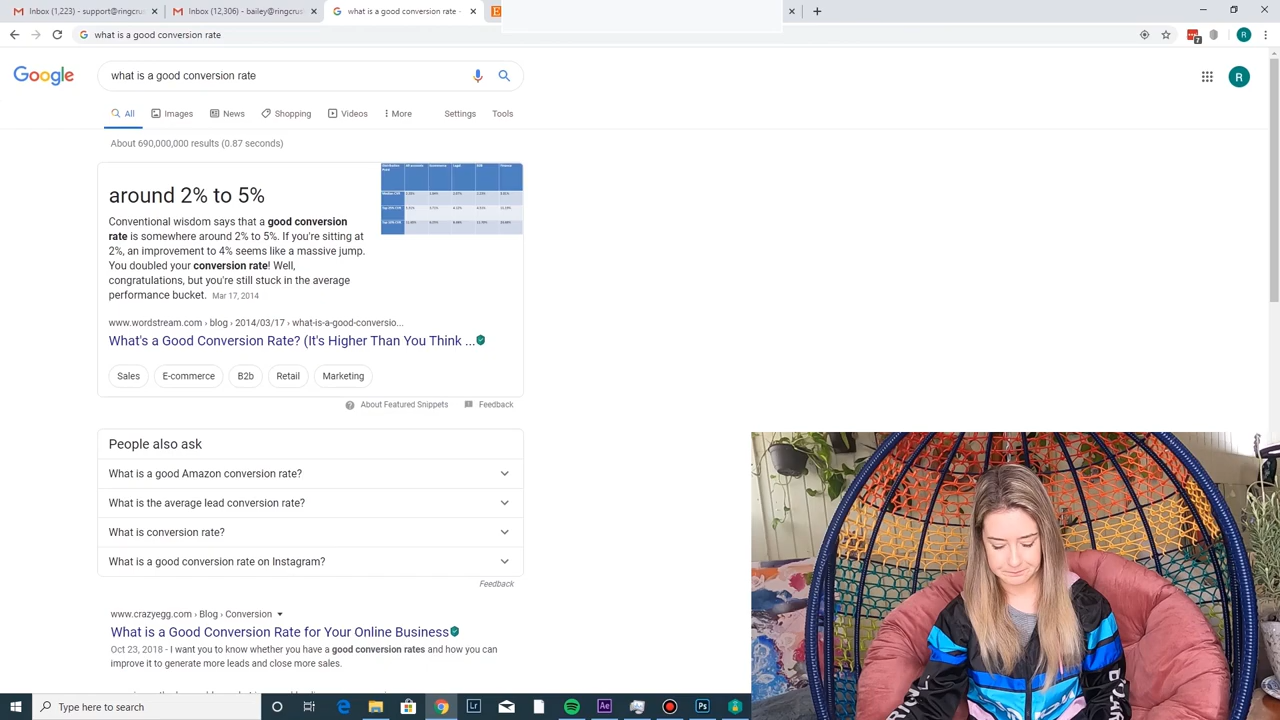 Inbox (1,223) - support@ringcrus
Inbox (12,306) - bailey@ringcrus
what is a good conversion rate -
what is a good conversion rate
R
Google
what is a good conversion rate
R
All
Images
News
Shopping
Videos
More
Settings
Tools
About 690,000,000 results (0.87 seconds)
around 2% to 5%
Conventional wisdom says that a good conversion
rate is somewhere around 2% to 5%. If you're sitting at
2%, an improvement to 4% seems like a massive jump.
You doubled your conversion rate! Well,
congratulations, but you're still stuck in the average
performance bucket. Mar 17, 2014
www.wordstream.com › blog › 2014/03/17 › what-is-a-good-conversio...
What's a Good Conversion Rate? (It's Higher Than You Think ...
Sales
E-commerce
B2b
Retail
Marketing
About Featured Snippets
Feedback
People also ask
What is a good Amazon conversion rate?
What is the average lead conversion rate?
What is conversion rate?
What is a good conversion rate on Instagram?
Feedback
www.crazyegg.com › Blog › Conversion
What is a Good Conversion Rate for Your Online Business
Oct 23, 2018 - I want you to know whether you have a good conversion rates and how you can
improve it to generate more leads and close more sales.
Type here to search